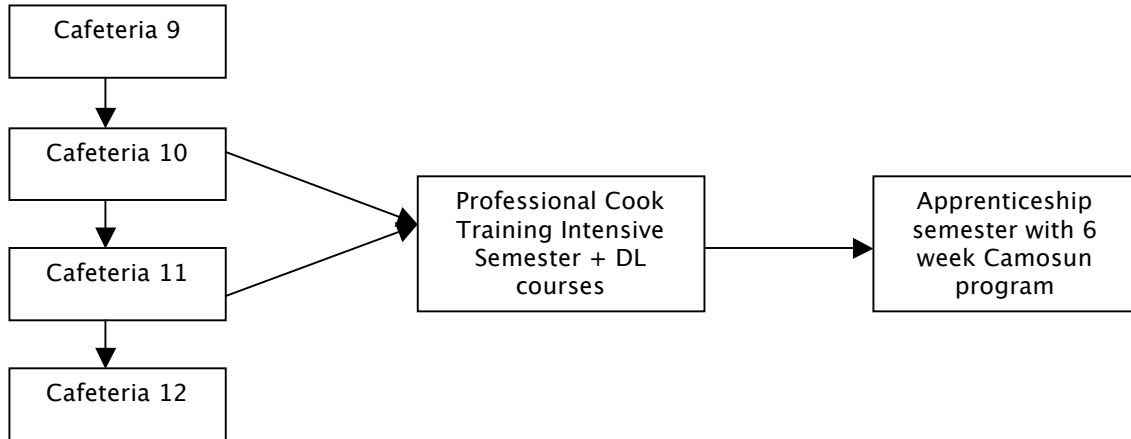 Cafeteria 9
Cafeteria 10
Cafeteria 11
Cafeteria 12
Professional Cook
Training Intensive
Semester + DL
courses
Apprenticeship
semester with 6
week Camosun
program